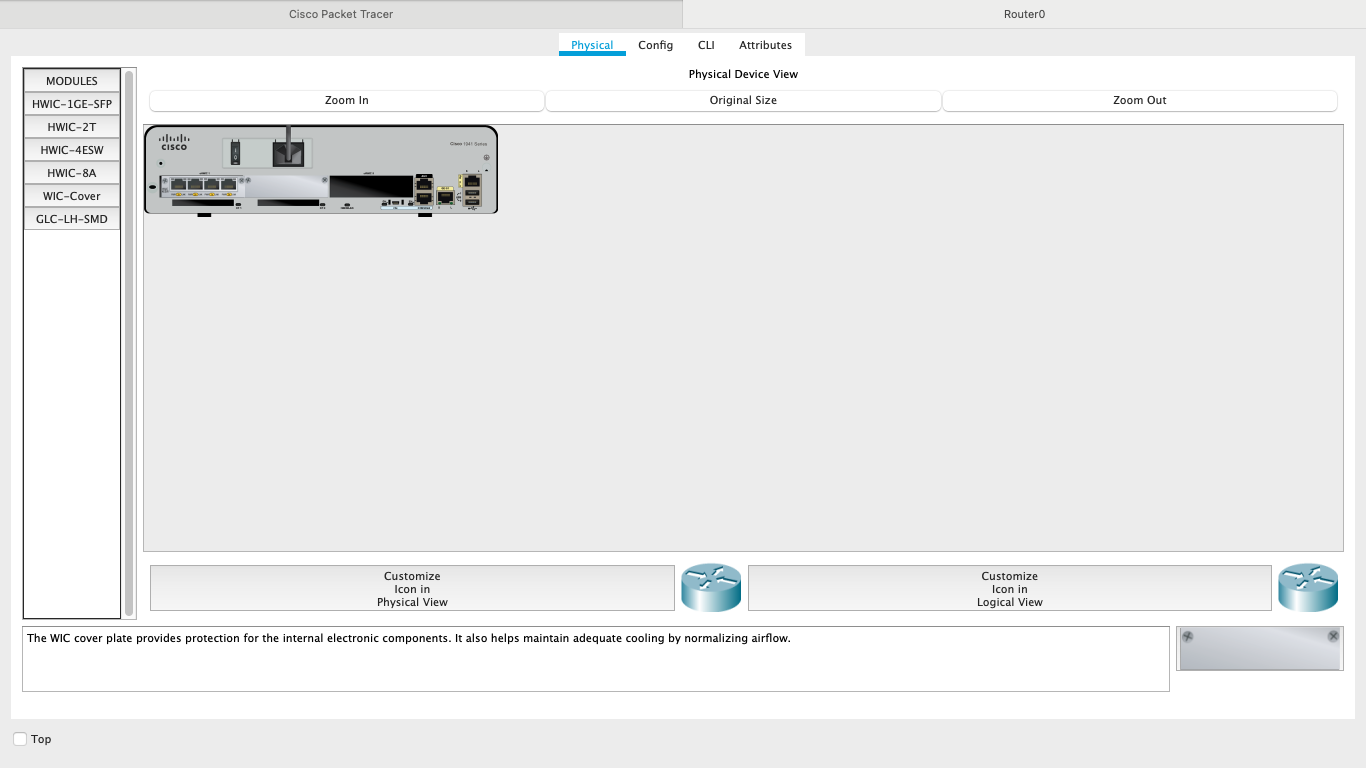 Cisco Packet Tracer
Router0
Physical
Config
CLI
Attributes
MODULES
HWIC-1GE-SFP
HWIC-2T
HWIC-4ESW
HWIC-8A
WIC-Cover
GLC-LH-SMD
Physical Device View
Zoom In
Original Size
Zoom Out
CISCO
Cisco 1941 Series
Customize
Icon in
Physical View
Customize
Icon in
Logical View
The WIC cover plate provides protection for the internal electronic components. It also helps maintain adequate cooling by normalizing airflow.
Top